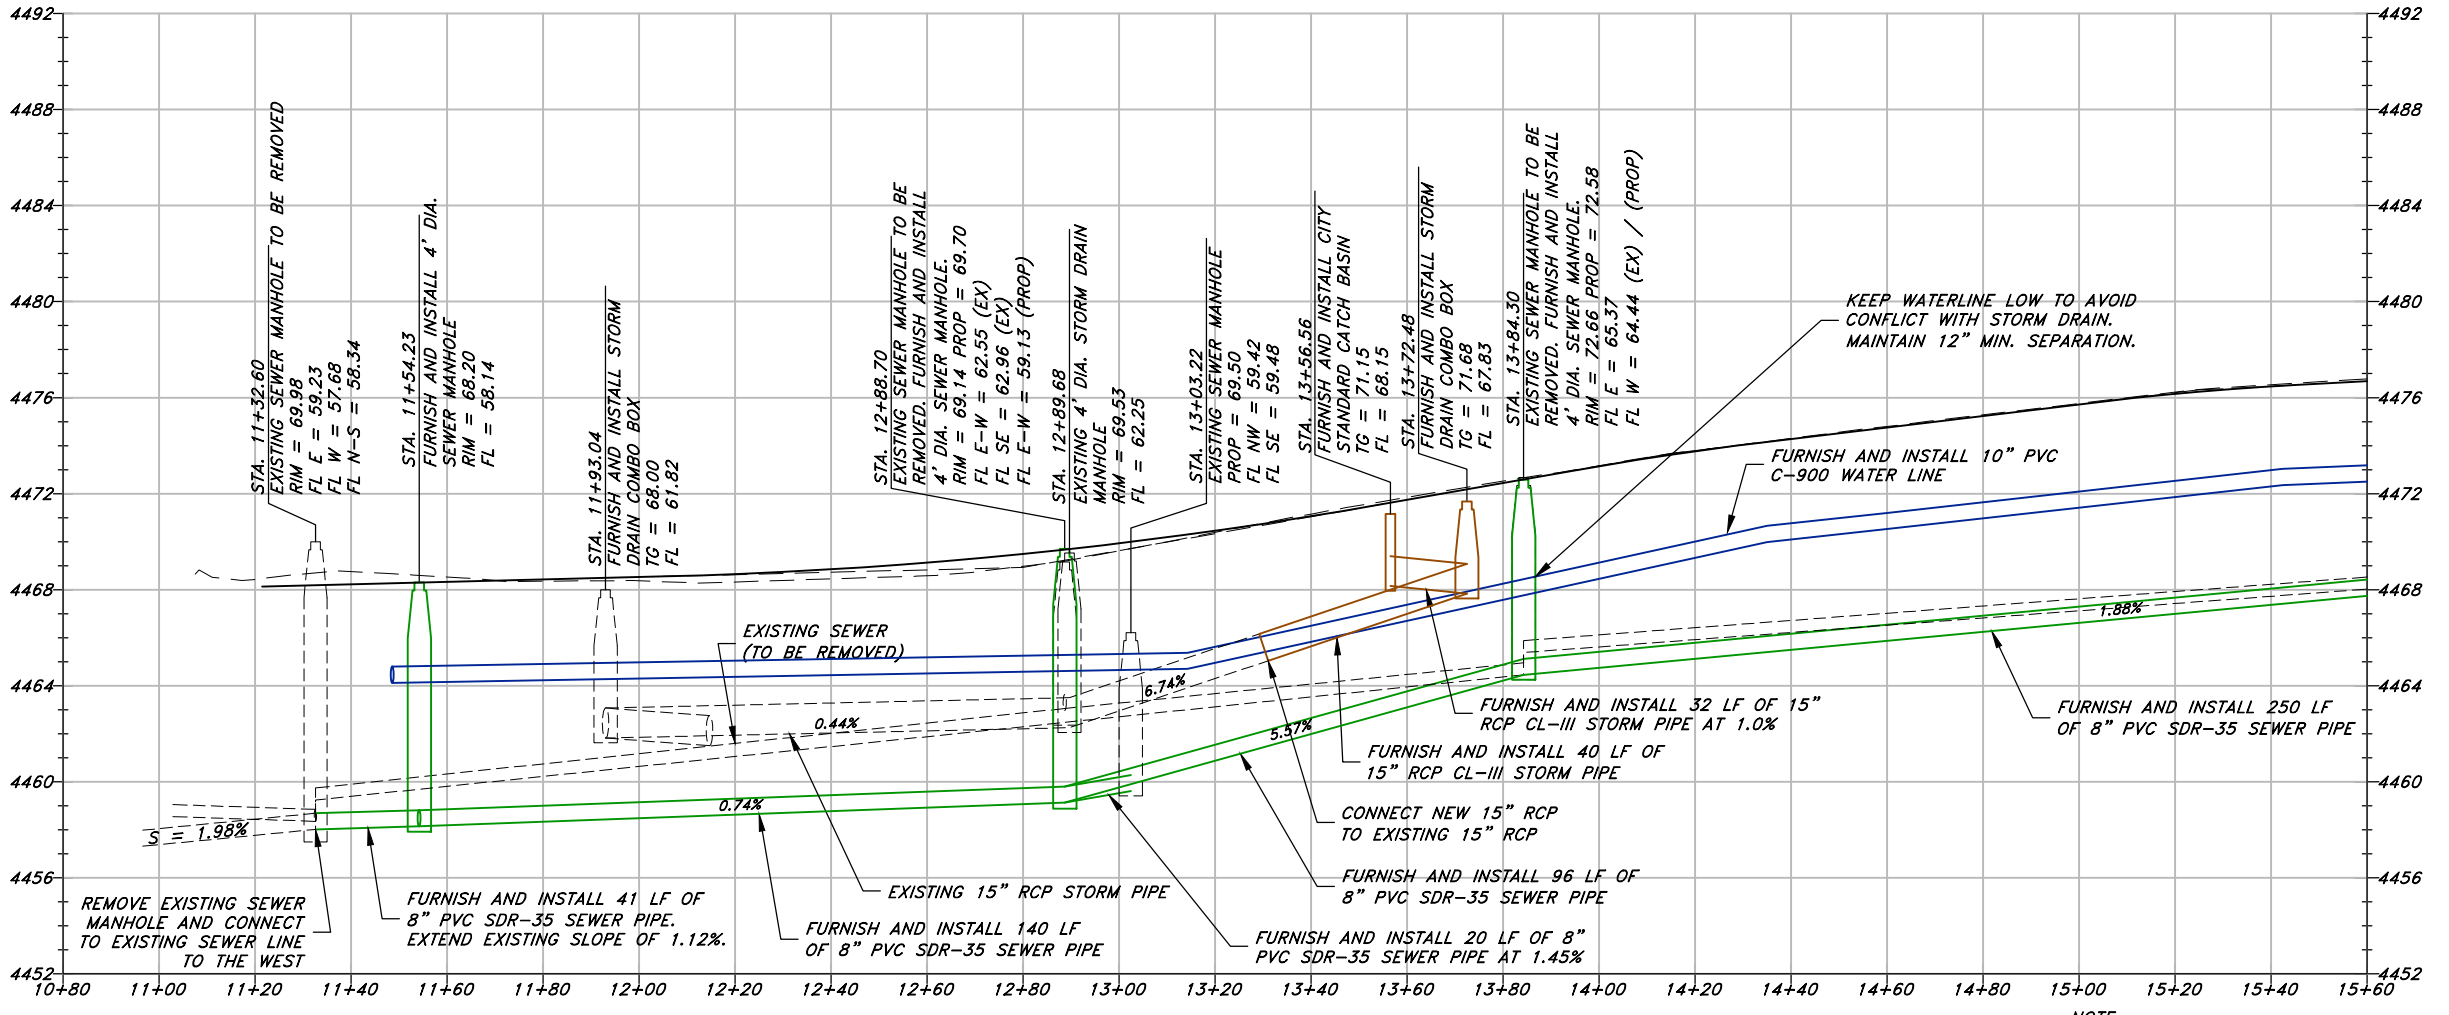 4492
4488
4484
4480
4476
4472
4468
4464
4460
4456
4452
4492
4488
4484
4480
4476
4472
4468
4464
4460
4456
4452
STA. 11+32.60
EXISTING SEWER MANHOLE TO BE REMOVED
RIM = 69.98
FL E = 59.23
FL W = 57.68
FL N-S = 58.34
STA. 11+54.23
FURNISH AND INSTALL 4' DIA.
SEWER MANHOLE
RIM = 68.20
FL = 58.14
STA. 11+93.04
FURNISH AND INSTALL STORM
DRAIN COMBO BOX
TG = 68.00
FL = 61.82
STA. 12+88.70
EXISTING SEWER MANHOLE TO BE
REMOVED. FURNISH AND INSTALL
4' DIA. SEWER MANHOLE.
RIM = 69.14 PROP = 69.70
FL E-W = 62.55 (EX)
FL SE = 62.96 (EX)
FL E-W = 59.13 (PROP)
STA. 12+89.68
EXISTING 4' DIA. STORM DRAIN
MANHOLE
RIM = 69.53
FL = 62.25
STA. 13+03.22
EXISTING SEWER MANHOLE
PROP = 69.50
FL NW = 59.42
FL SE = 59.48
STA. 13+56.56
FURNISH AND INSTALL CITY
STANDARD CATCH BASIN
TG = 71.15
FL = 68.15
STA. 13+72.48
FURNISH AND INSTALL STORM
DRAIN COMBO BOX
TG = 71.68
FL = 67.83
STA. 13+84.30
EXISTING SEWER MANHOLE TO BE
REMOVED. FURNISH AND INSTALL
4' DIA. SEWER MANHOLE.
RIM = 72.66 PROP = 72.58
FL E = 65.37
FL W = 64.44 (EX) / (PROP)
KEEP WATERLINE LOW TO AVOID
CONFLICT WITH STORM DRAIN.
MAINTAIN 12" MIN. SEPARATION.
FURNISH AND INSTALL 10" PVC
C-900 WATER LINE
EXISTING SEWER
(TO BE REMOVED)
0.44%
6.74%
5.57%
1.88%
0.74%
S = 1.98%
FURNISH AND INSTALL 32 LF OF 15"
RCP CL-III STORM PIPE AT 1.0%
FURNISH AND INSTALL 250 LF
OF 8" PVC SDR-35 SEWER PIPE
FURNISH AND INSTALL 40 LF OF
15" RCP CL-III STORM PIPE
CONNECT NEW 15" RCP
TO EXISTING 15" RCP
FURNISH AND INSTALL 96 LF OF
8" PVC SDR-35 SEWER PIPE
EXISTING 15" RCP STORM PIPE
REMOVE EXISTING SEWER
MANHOLE AND CONNECT
TO EXISTING SEWER LINE
TO THE WEST
FURNISH AND INSTALL 41 LF OF
8" PVC SDR-35 SEWER PIPE.
EXTEND EXISTING SLOPE OF 1.12%.
FURNISH AND INSTALL 140 LF
OF 8" PVC SDR-35 SEWER PIPE
FURNISH AND INSTALL 20 LF OF 8"
PVC SDR-35 SEWER PIPE AT 1.45%
10+80 11+00 11+20 11+40 11+60 11+80 12+00 12+20 12+40 12+60 12+80 13+00 13+20 13+40 13+60 13+80 14+00 14+20 14+40 14+60 14+80 15+00 15+20 15+40 15+60
NOTE